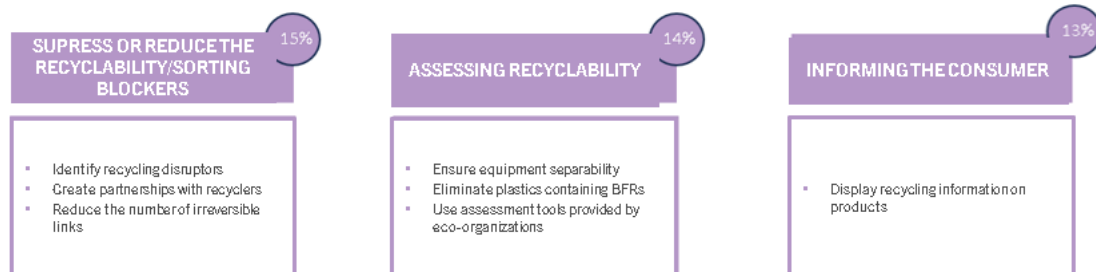 15%
SUPRESS OR REDUCE THE
RECYCLABILITY/SORTING
BLOCKERS
▪ Identify recycling disruptors
▪ Create partnerships with recyclers
▪ Reduce the number of irreversible
links
14%
ASSESSING RECYCLABILITY
▪ Ensure equipment separability
▪ Eliminate plastics containing BFRs
▪ Use assessment tools provided by
eco-organizations
13%
INFORMING THE CONSUMER
▪ Display recycling information on
products